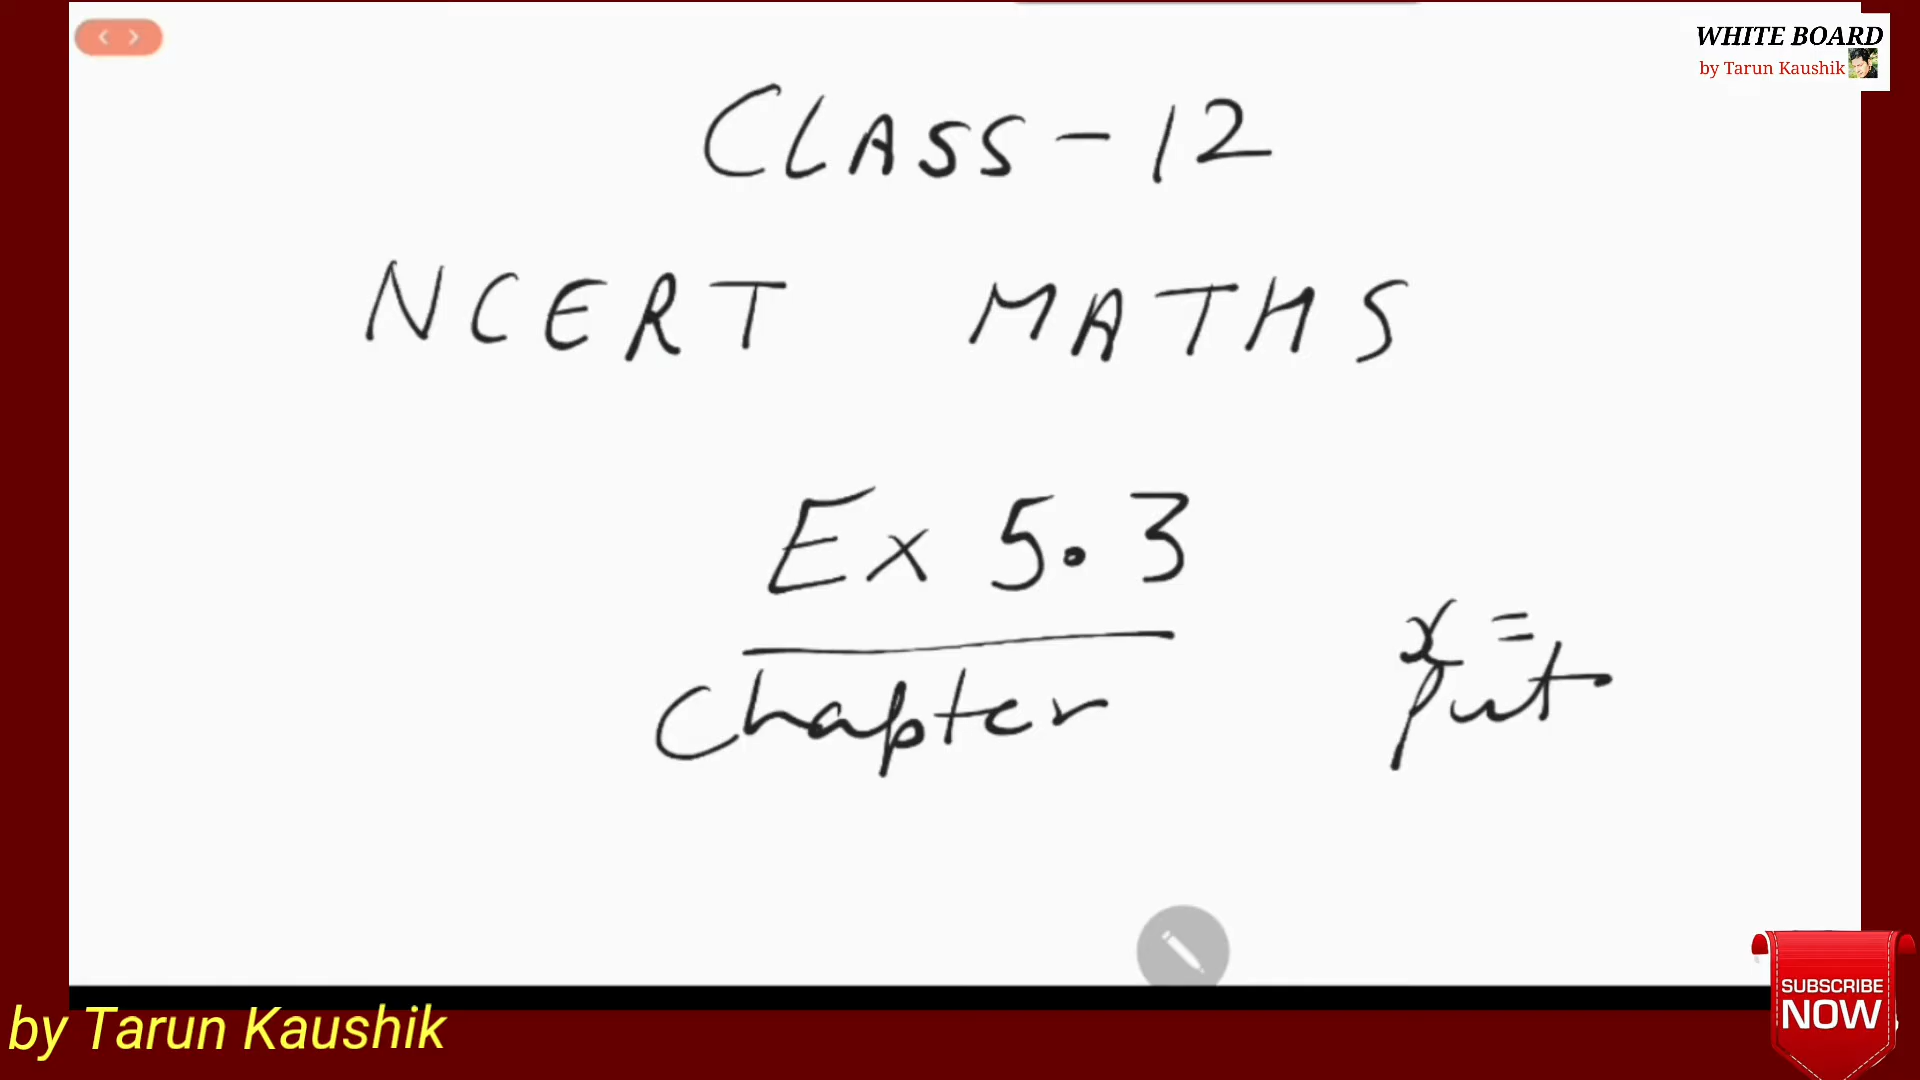 WHITE BOARD
by Tarun Kaushik
CLASS-12
NCERT MATHS
Ex 5.3
Chapter
x =
Put
SUBSCRIBE
NOW
by Tarun Kaushik